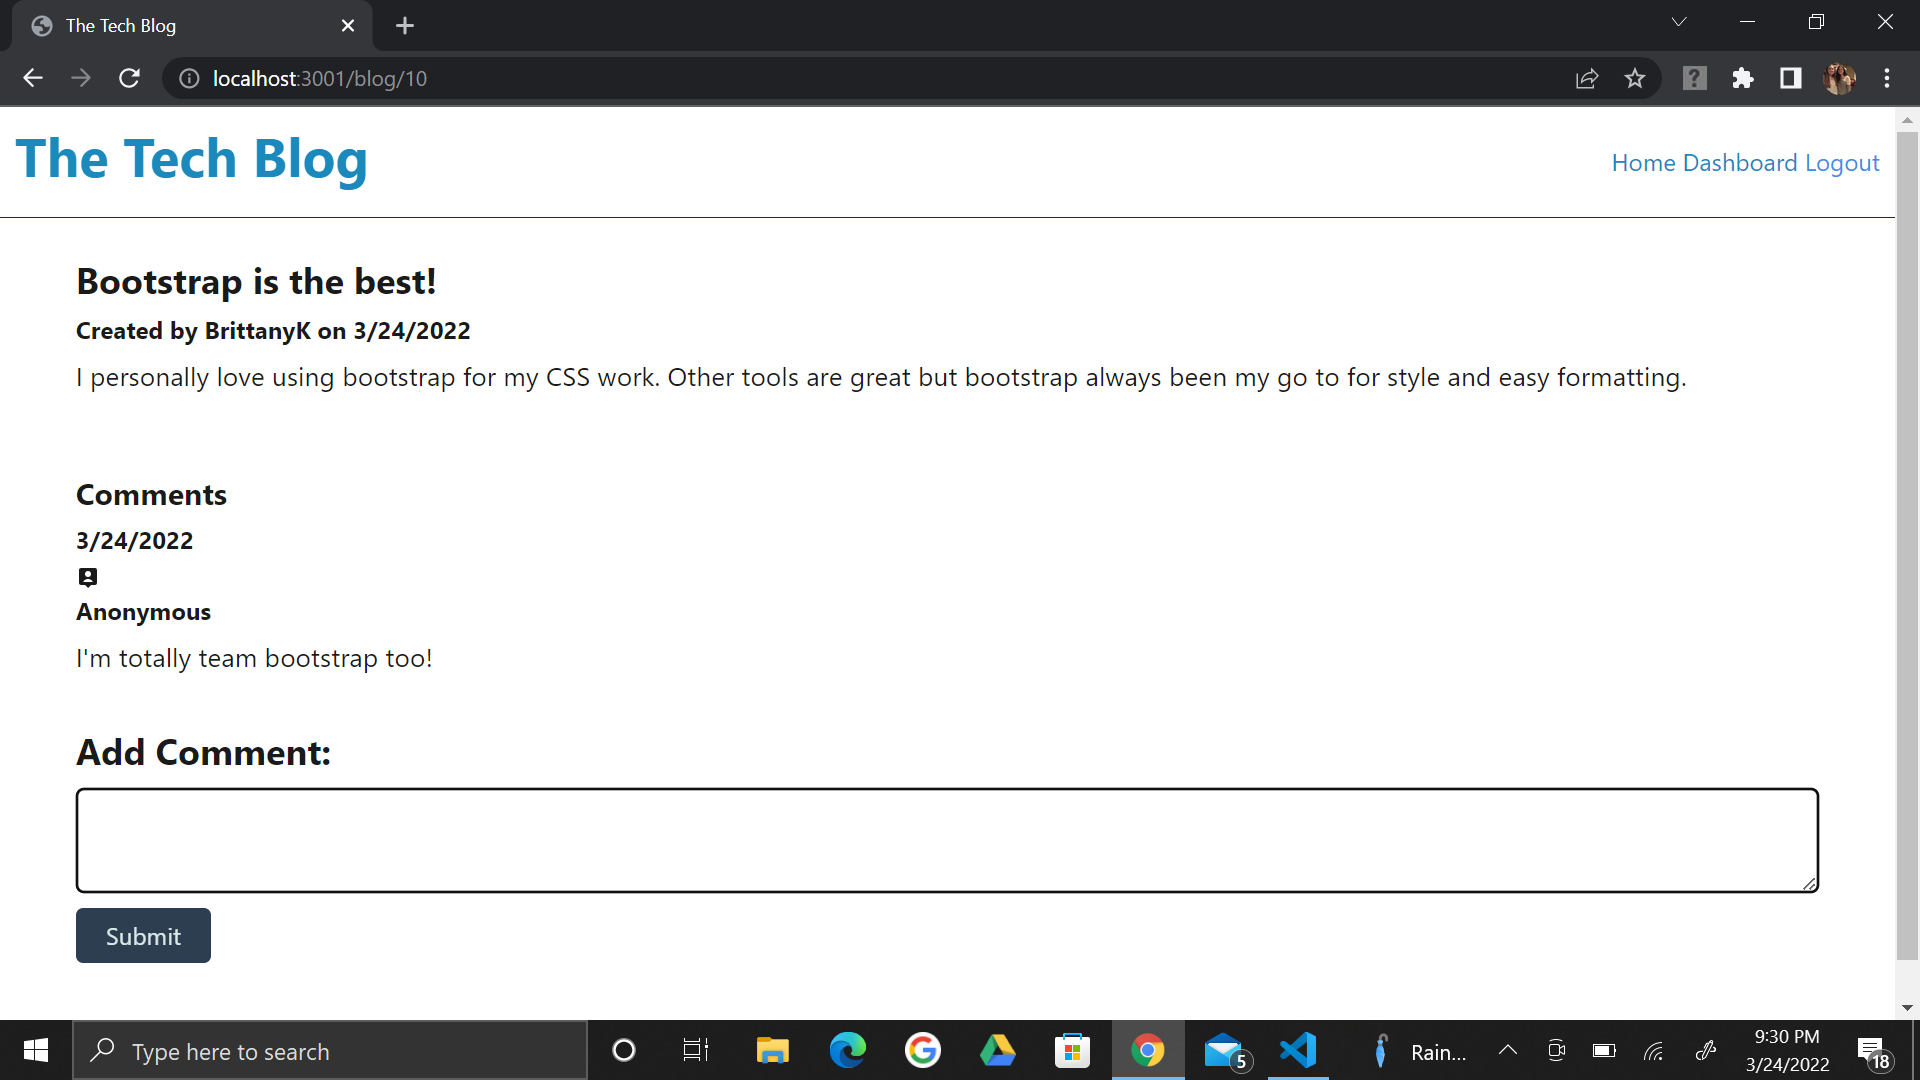 The Tech Blog
localhost:3001/blog/10
The Tech Blog
Home Dashboard Logout
Bootstrap is the best!
Created by BrittanyK on 3/24/2022
I personally love using bootstrap for my CSS work. Other tools are great but bootstrap always been my go to for style and easy formatting.
Comments
3/24/2022
Anonymous
I'm totally team bootstrap too!
Add Comment:
Submit
Type here to search
5
Rain...
9:30 PM
3/24/2022
18